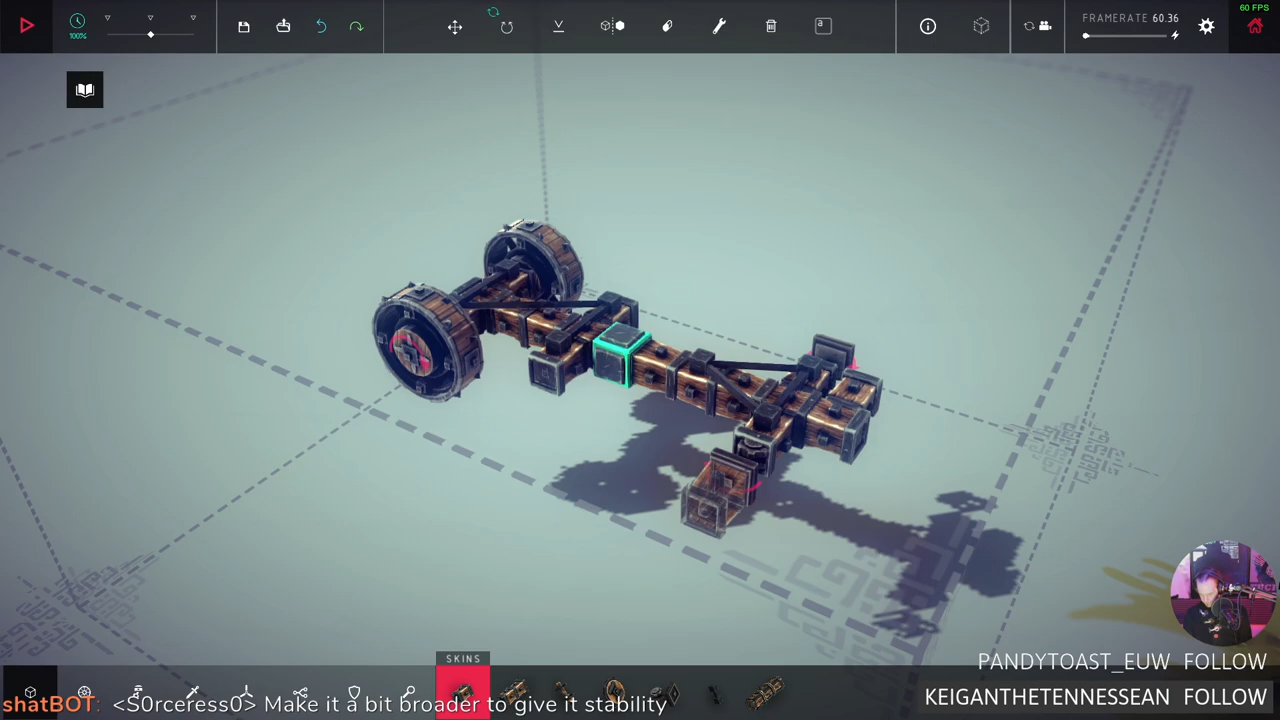 60 FPS
100%
a
FRAMERATE 60.36
SKINS
PANDYTOAST_EUW FOLLOW
KEIGANTHETENNESSEAN FOLLOW
shatBOT: <S0rceress0> Make it a bit broader to give it stability